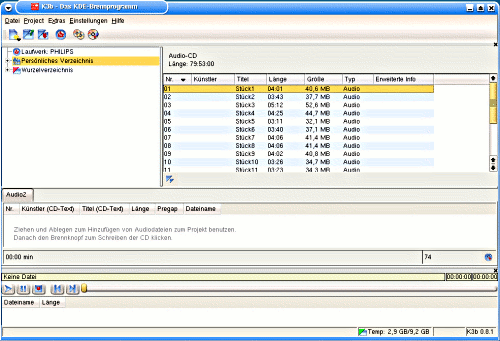 K3b - Das KDE-Brennprogramm
Datei Project Extras Einstellungen Hilfe
Laufwerk: PHILIPS
Persönliches Verzeichnis
Wurzelverzeichnis
Audio-CD
Länge: 79:53:00
Nr. Künstler Titel Länge Größe Typ Erweiterte Info
01 Stück1 04:01 40,6 MB Audio
02 Stück2 03:43 37,7 MB Audio
03 Stück3 05:12 52,6 MB Audio
04 Stück4 04:25 44,7 MB Audio
05 Stück5 03:11 32,1 MB Audio
06 Stück6 03:40 37,1 MB Audio
07 Stück7 04:06 41,4 MB Audio
08 Stück8 04:06 41,4 MB Audio
09 Stück9 04:02 40,8 MB Audio
10 Stück10 03:26 34,7 MB Audio
11 Stück11 03:23 34,3 MB Audio
Audio2
Nr. Künstler (CD-Text) Titel (CD-Text) Länge Pregap Dateiname
Ziehen und Ablegen zum Hinzufügen von Audiodateien zum Projekt benutzen.
Danach den Brennknopf zum Schreiben der CD klicken.
00:00 min 74
Keine Datei 00:00:00 00:00:00
Dateiname Länge
Temp: 2,9 GB/9,2 GB K3b 0.8.1